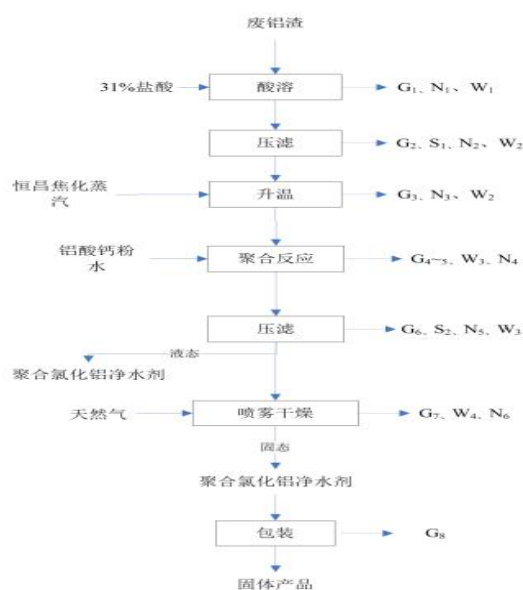 废铝渣
31%盐酸
酸溶
G₁、N₁、W₁
压滤
G₂、S₁、N₂、W₂
恒昌焦化蒸
汽
升温
G₃、N₃、W₂
铝酸钙粉
水
聚合反应
G₄~₅、W₃、N₄
压滤
G₆、S₂、N₅、W₃
液态
聚合氯化铝净水剂
天然气
喷雾干燥
G₇、W₄、N₆
固态
聚合氯化铝净水剂
包装
G₈
固体产品